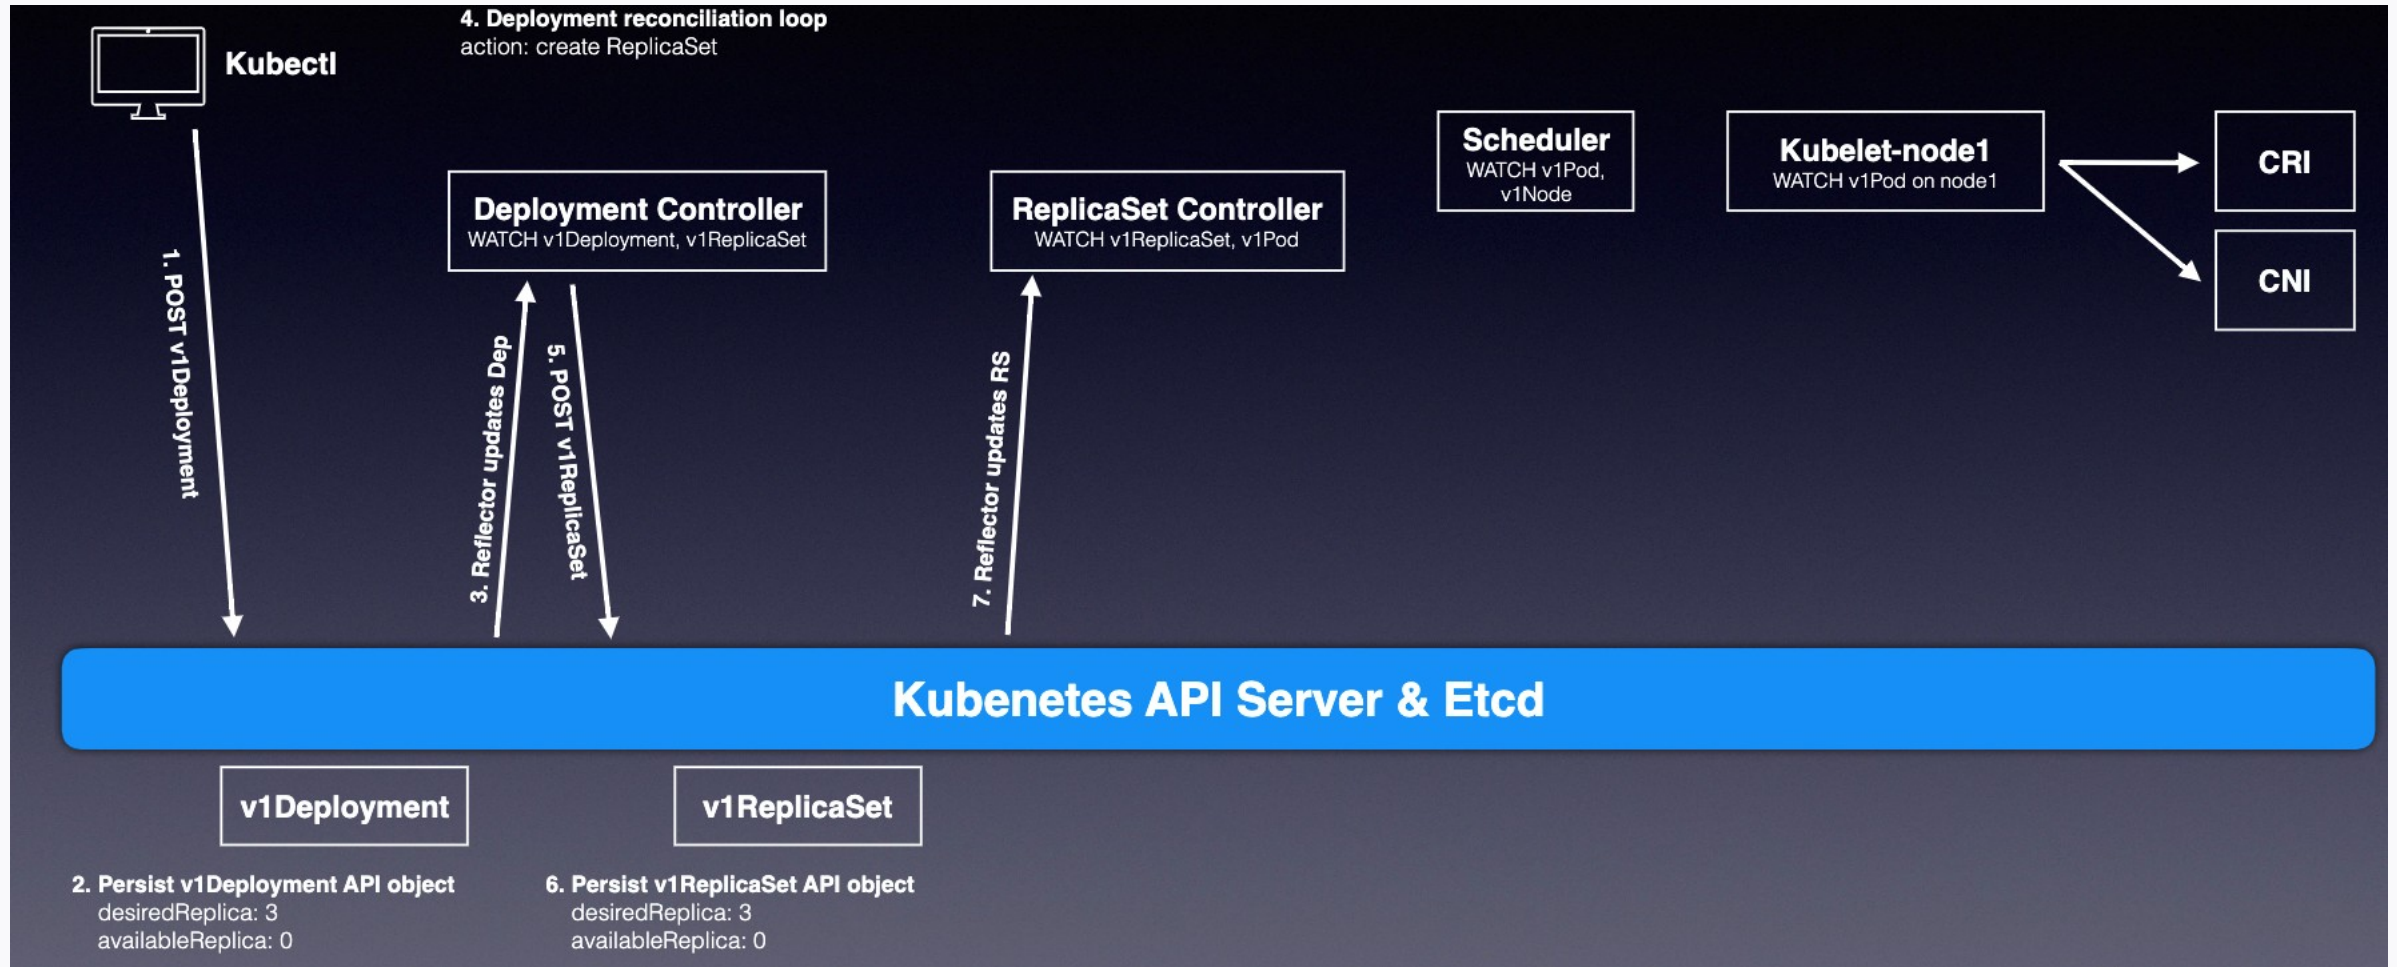 4. Deployment reconciliation loop
action: create ReplicaSet
Kubectl
Scheduler
WATCH v1Pod,
v1Node
Kubelet-node1
WATCH v1Pod on node1
CRI
CNI
Deployment Controller
WATCH v1Deployment, v1ReplicaSet
ReplicaSet Controller
WATCH v1ReplicaSet, v1Pod
1. POST v1Deployment
3. Reflector updates Dep
5. POST v1ReplicaSet
7. Reflector updates RS
Kubenetes API Server & Etcd
v1Deployment
v1ReplicaSet
2. Persist v1Deployment API object
desiredReplica: 3
availableReplica: 0
6. Persist v1ReplicaSet API object
desiredReplica: 3
availableReplica: 0